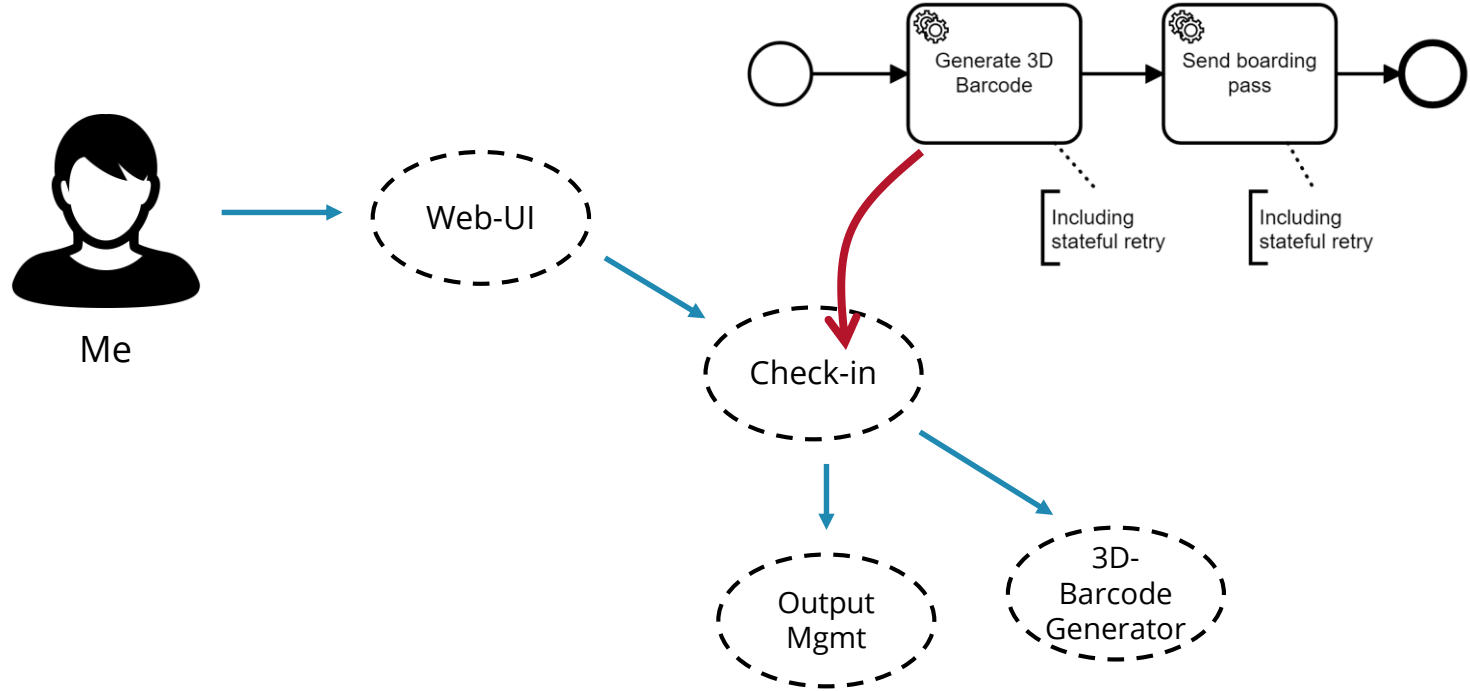 Generate 3D
Barcode
Send boarding
pass
Including
stateful retry
Including
stateful retry
Web-UI
Me
Check-in
Output
Mgmt
3D-
Barcode
Generator